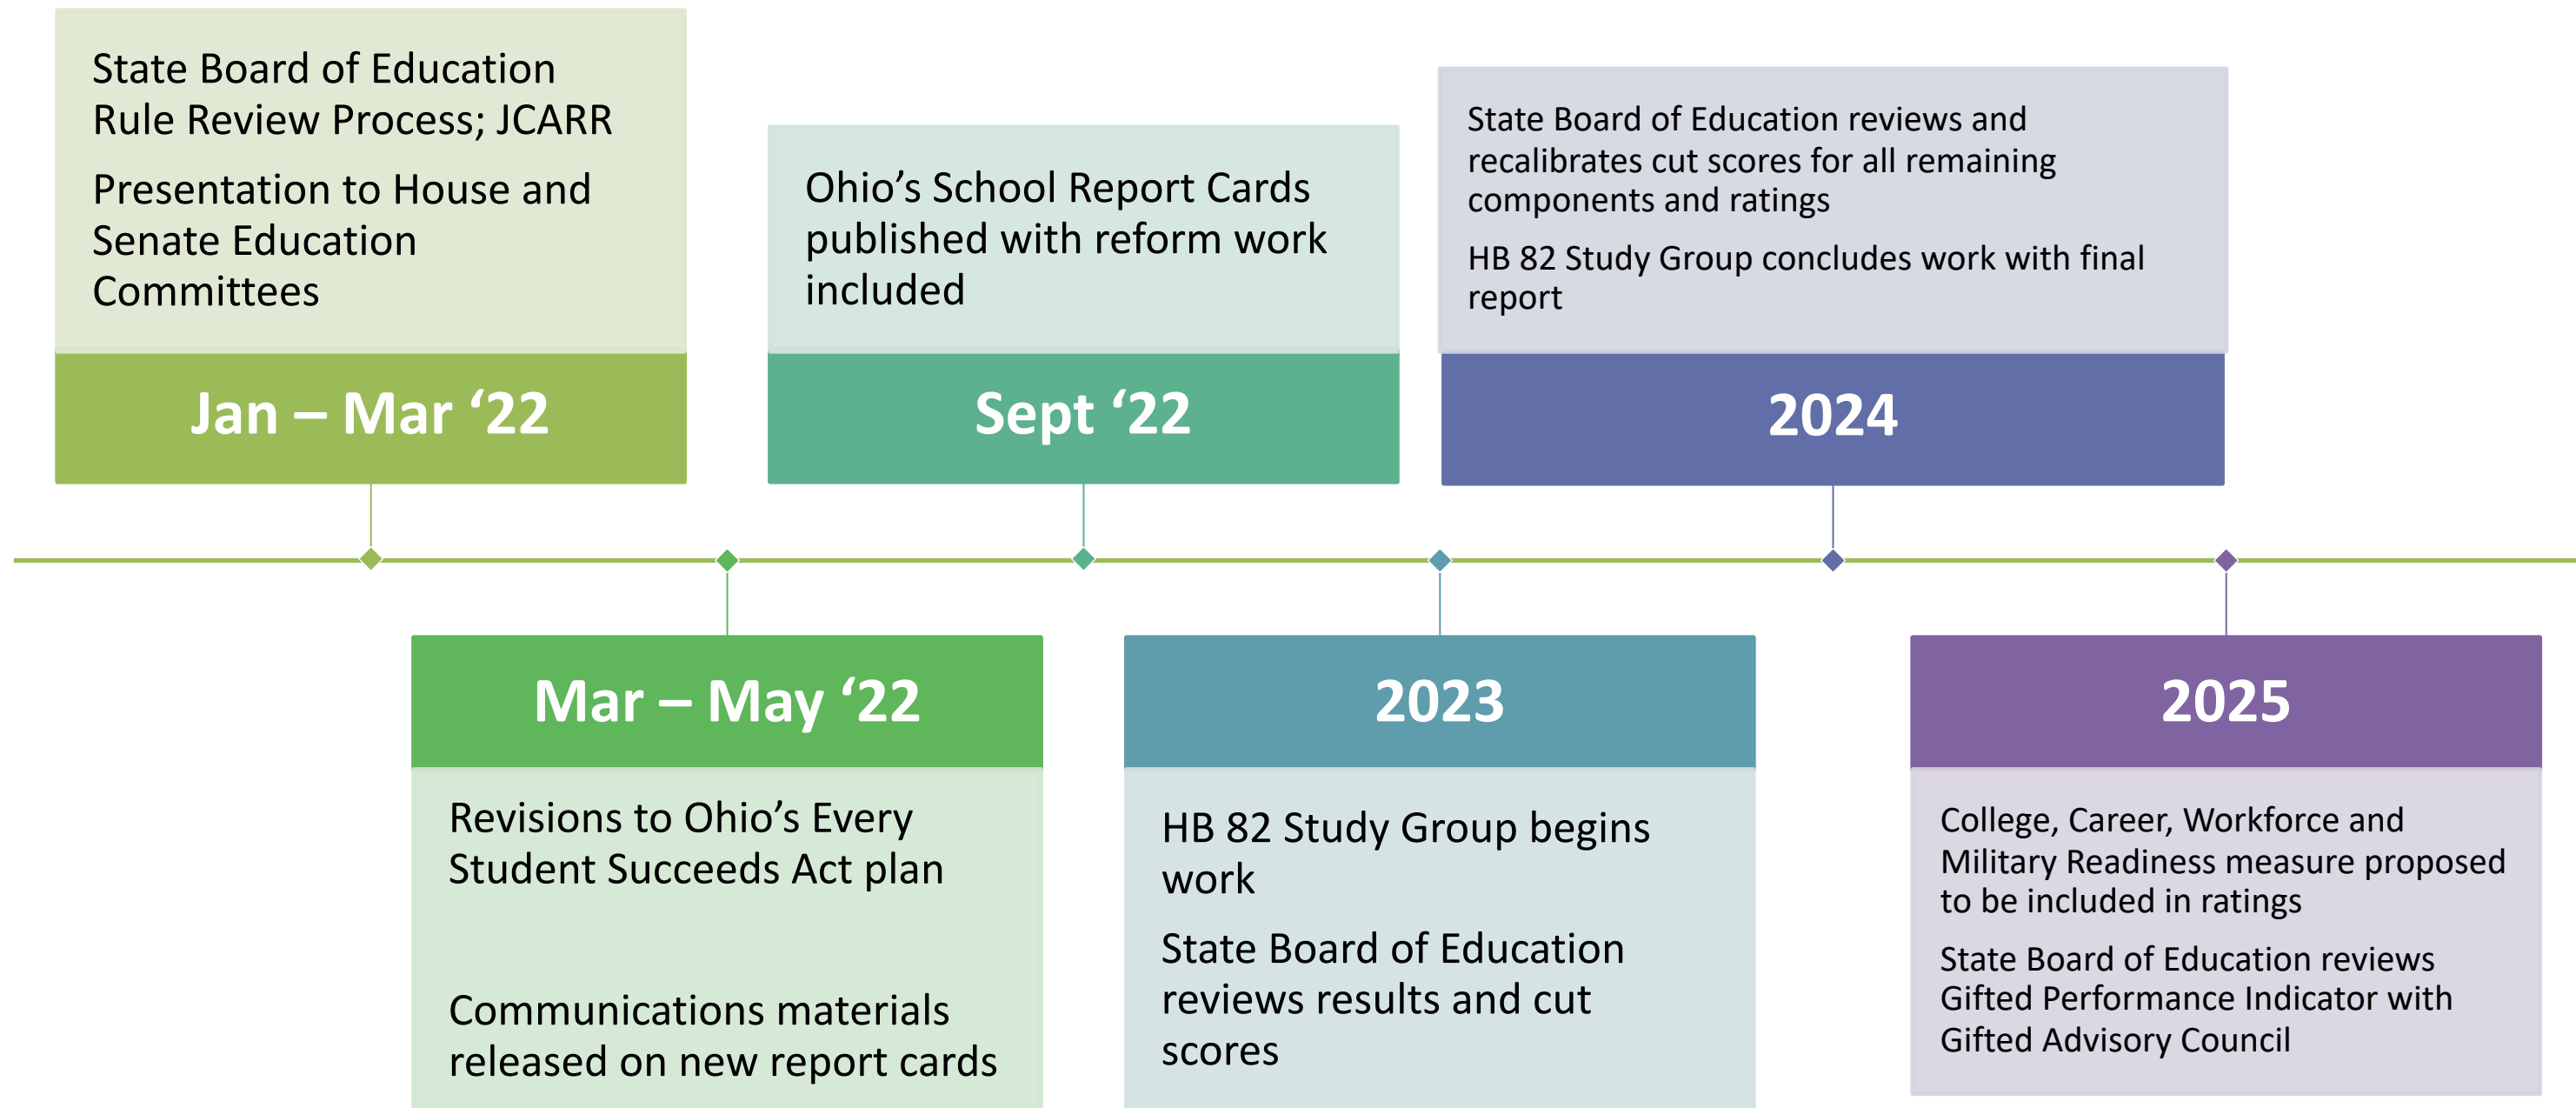 State Board of Education
Rule Review Process; JCARR
Presentation to House and
Senate Education
Committees
Jan – Mar ‘22
Revisions to Ohio’s Every
Student Succeeds Act plan
Communications materials
released on new report cards
Mar – May ‘22
Ohio’s School Report Cards
published with reform work
included
Sept ‘22
2023
HB 82 Study Group begins
work
State Board of Education
reviews results and cut
scores
State Board of Education reviews and
recalibrates cut scores for all remaining
components and ratings
HB 82 Study Group concludes work with final
report
2024
2025
College, Career, Workforce and
Military Readiness measure proposed
to be included in ratings
State Board of Education reviews
Gifted Performance Indicator with
Gifted Advisory Council